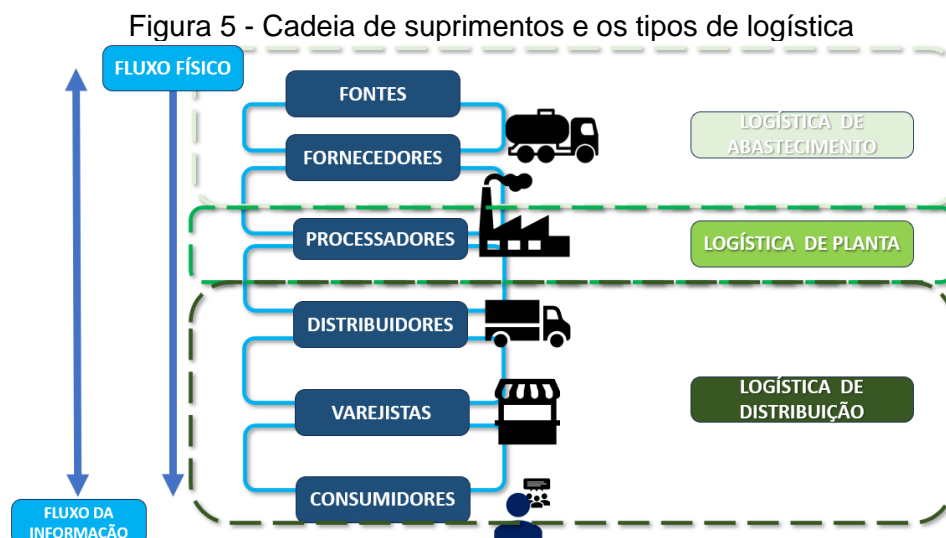 Figura 5 - Cadeia de suprimentos e os tipos de logística
FLUXO FÍSICO
FONTES
FORNECEDORES
LOGÍSTICA DE
ABASTECIMENTO
PROCESSADORES
LOGÍSTICA DE PLANTA
DISTRIBUIDORES
VAREJISTAS
LOGÍSTICA DE
DISTRIBUIÇÃO
CONSUMIDORES
FLUXO DA
INFORMAÇÃO